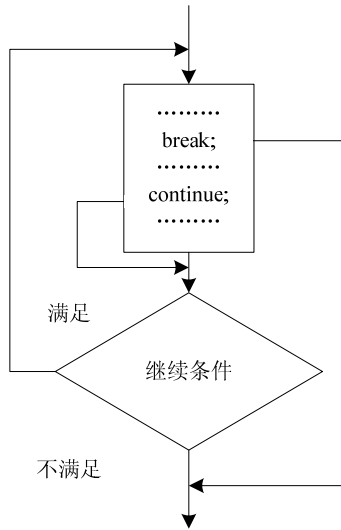 ………
break;
………
continue;
………
满足
继续条件
不满足